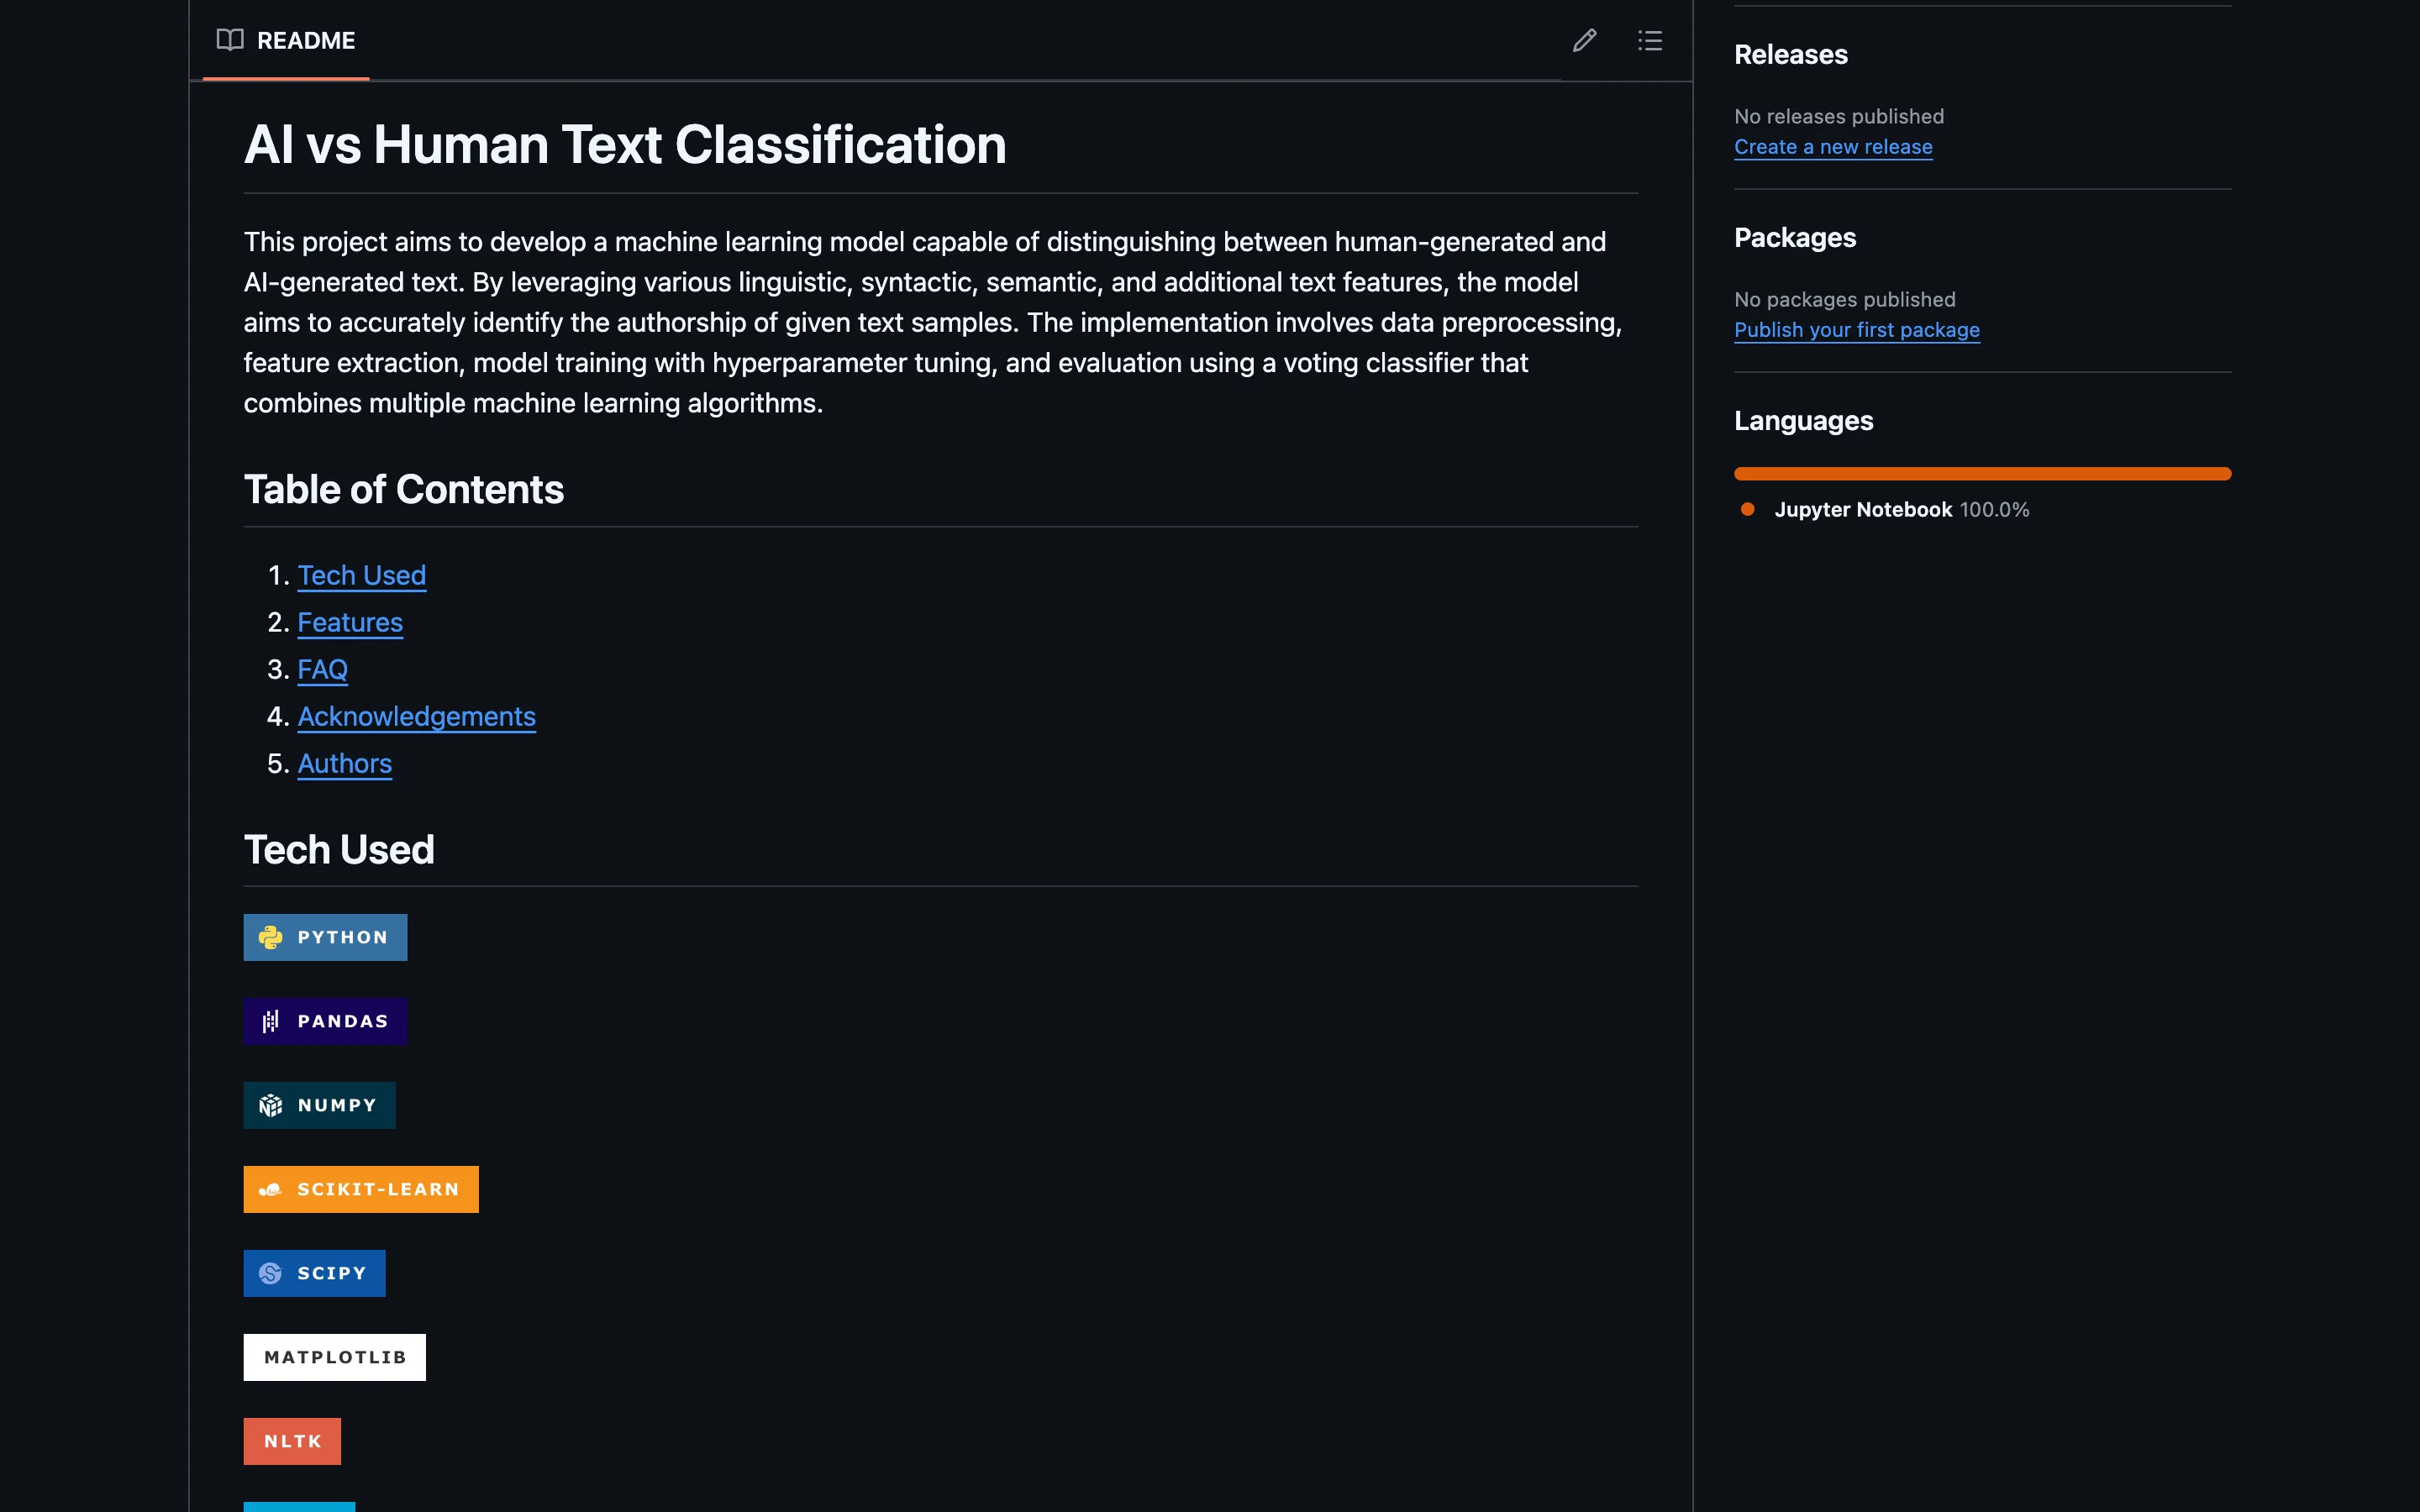 README
AI vs Human Text Classification
This project aims to develop a machine learning model capable of distinguishing between human-generated and
AI-generated text. By leveraging various linguistic, syntactic, semantic, and additional text features, the model
aims to accurately identify the authorship of given text samples. The implementation involves data preprocessing,
feature extraction, model training with hyperparameter tuning, and evaluation using a voting classifier that
combines multiple machine learning algorithms.
Table of Contents
1. Tech Used
2. Features
3. FAQ
4. Acknowledgements
5. Authors
Tech Used
PYTHON
PANDAS
NUMPY
SCIKIT-LEARN
SCIPY
MATPLOTLIB
NLTK
Releases
No releases published
Create a new release
Packages
No packages published
Publish your first package
Languages
Jupyter Notebook 100.0%